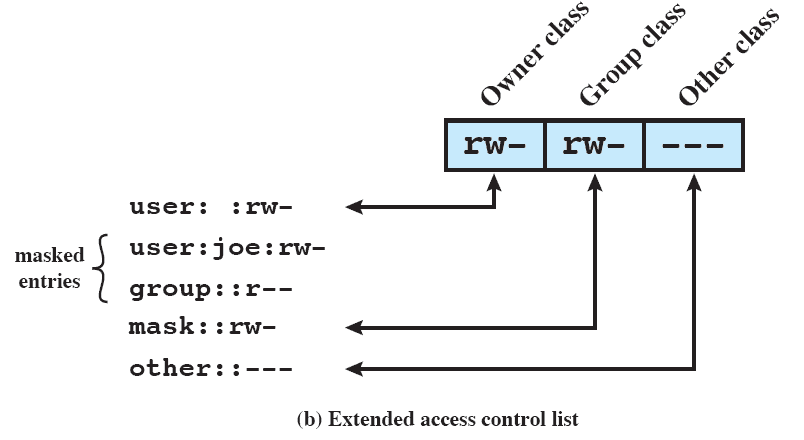 Owner class
Group class
Other class
rw- rw- ---
user: :rw-
masked entries
user:joe:rw-
group::r--
mask::rw-
other::---
(b) Extended access control list